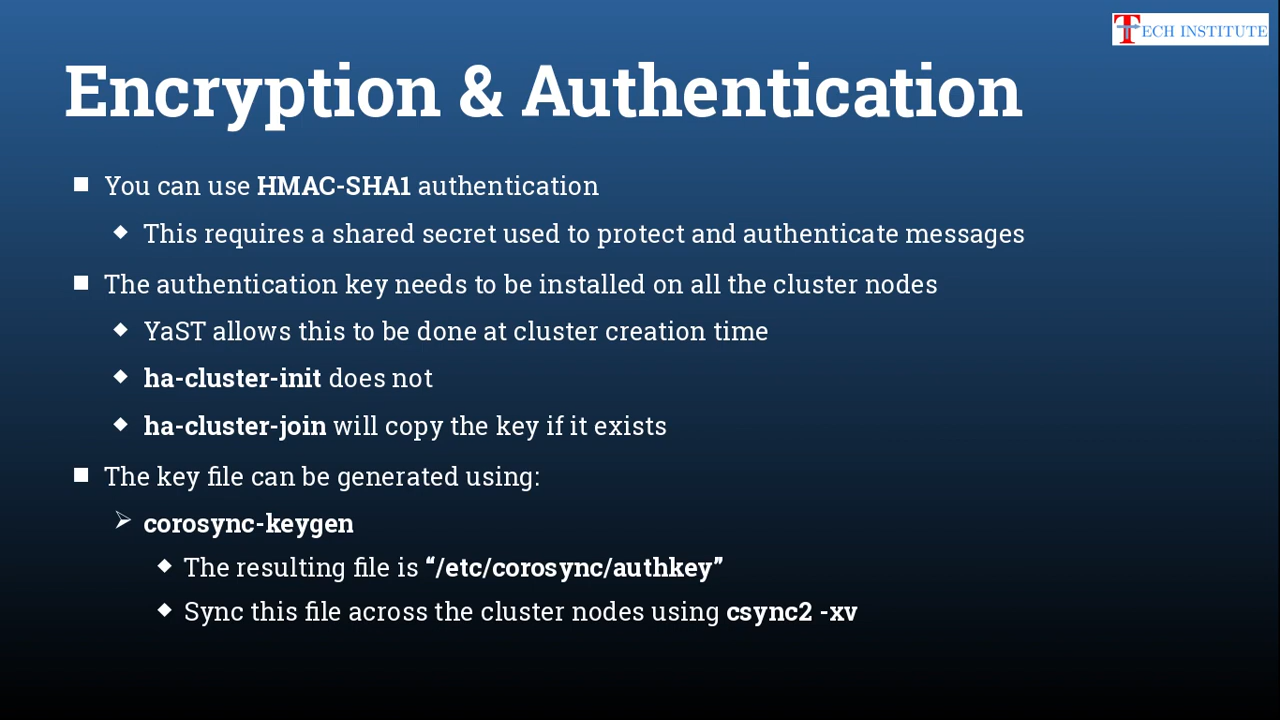 TECH INSTITUTE
Encryption & Authentication
You can use HMAC-SHA1 authentication
This requires a shared secret used to protect and authenticate messages
The authentication key needs to be installed on all the cluster nodes
YaST allows this to be done at cluster creation time
ha-cluster-init does not
ha-cluster-join will copy the key if it exists
The key file can be generated using:
corosync-keygen
The resulting file is “/etc/corosync/authkey”
Sync this file across the cluster nodes using csync2 -xv